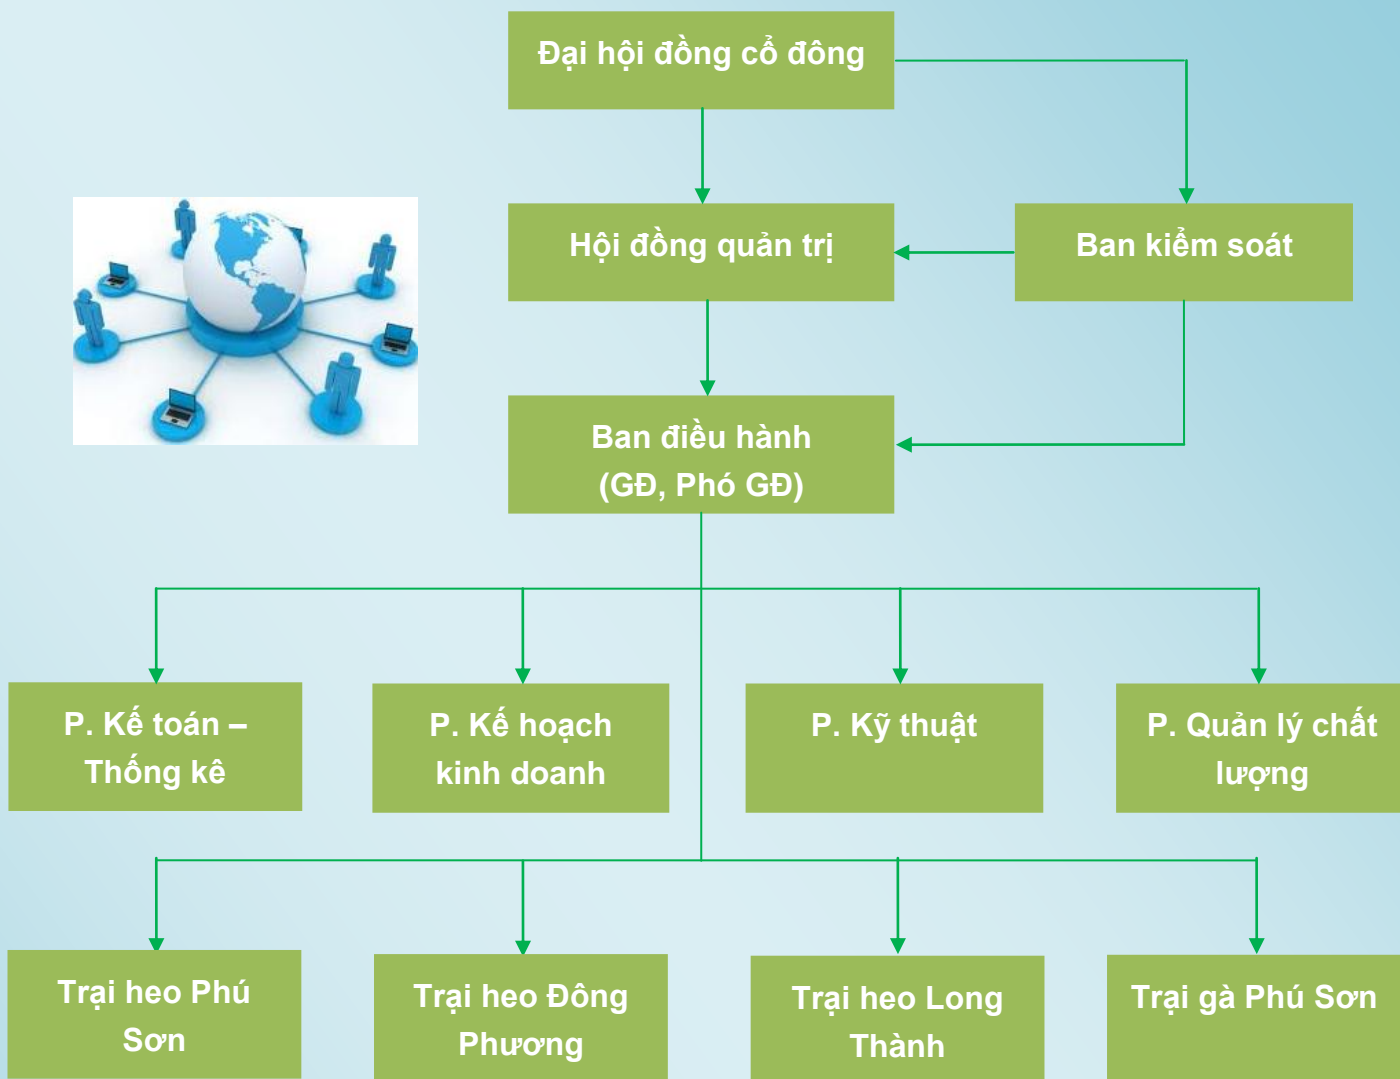 Đại hội đồng cổ đông
Hội đồng quản trị
Ban kiểm soát
Ban điều hành
(GĐ, Phó GĐ)
P. Kế toán –
Thống kê
P. Kế hoạch
kinh doanh
P. Kỹ thuật
P. Quản lý chất
lượng
Trại heo Phú
Sơn
Trại heo Đông
Phương
Trại heo Long
Thành
Trại gà Phú Sơn